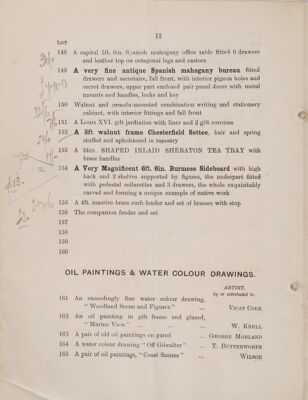 12
LOT
148 A capital 5ft. 6in. Spanish mahogany office table fitted 6 drawers
and leather top on octagonal legs and castors
149 A very fine antique Spanish mahogany bureau fitted
drawers and secretaire, fall front, with interior pigeon holes and
secret drawers, upper part enclosed pair panel doors with metal
mounts and handles, locks and key
150 Walnut and ormolu-mounted combination writing and stationery
cabinet, with interior fittings and fall front
151 A Louis XVI. gilt jardinière with liner and 2 gilt cornices
152 A 5ft walnut frame Chesterfield Settee, hair and spring
stuffed and upholstered in tapestry
153 A 24in. SHAPED INLAID SHERATON TEA TRAY with
brass handles
154 A Very Magnificent 6ft. 6in. Burmese Sideboard with high
back and 2 shelves supported by figures, the underpart fitted
with pedestal cellarettes and 3 drawers, the whole exquisitely
carved and forming a unique example of native work
155 A 4ft. massive brass curb fender and set of brasses with stop
156 The companion fender and set
157
158
159
160
OIL PAINTINGS & WATER COLOUR DRAWINGS.
ARTIST,
by or attributed to.
161 An exceedingly fine water colour drawing,
"Woodland Scene and Figures" ... VICAT COLE
162 An oil painting in gilt frame and glazed,
"Marine View" ... ... ... W. KNELL
163 A pair of old oil paintings on panel ... GEORGE MORLAND
164 A water colour drawing "Off Gibralter" ... T. BUTTERWORTH
165 A pair of oil paintings, "Coast Scenes" ... WILSON